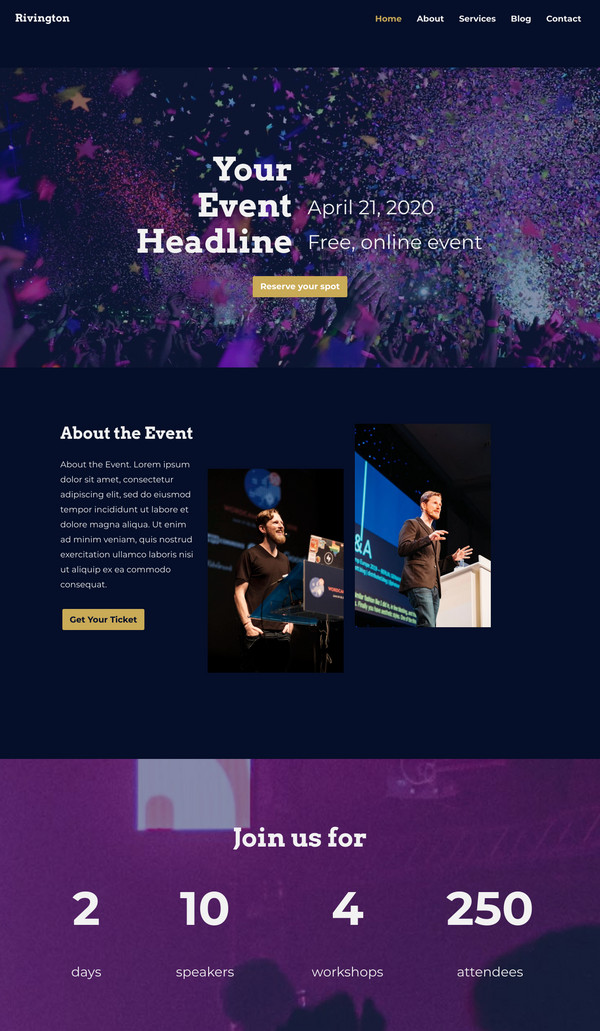 Rivington
Home About Services Blog Contact
Your
Event
Headline
April 21, 2020
Free, online event
Reserve your spot
About the Event
About the Event. Lorem ipsum
dolor sit amet, consectetur
adipiscing elit, sed do eiusmod
tempor incididunt ut labore et
dolore magna aliqua. Ut enim
ad minim veniam, quis nostrud
exercitation ullamco laboris nisi
ut aliquip ex ea commodo
consequat.
Get Your Ticket
&A
Join us for
2 10 4 250
days speakers workshops attendees